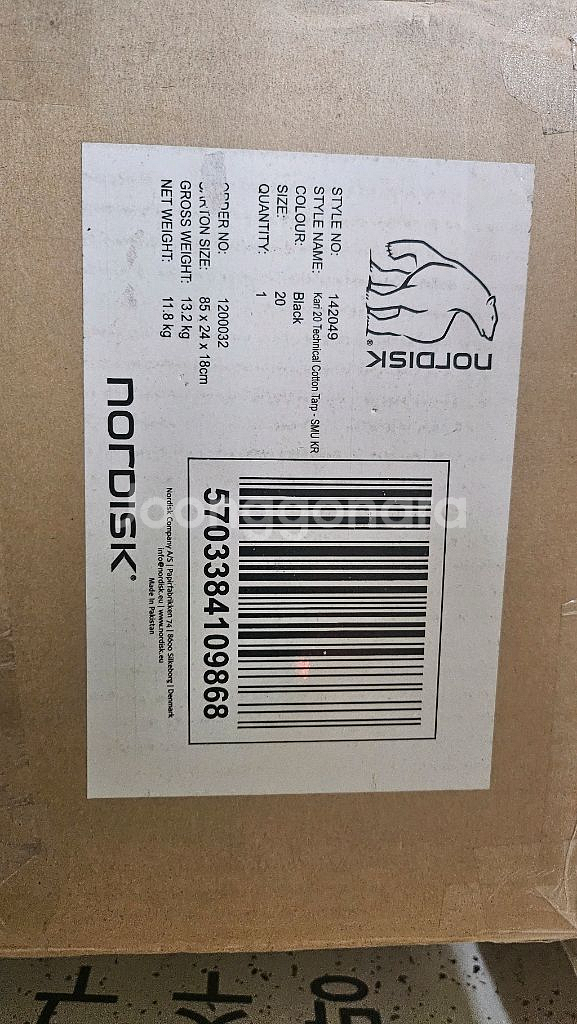 NORDISK®
STYLE NO: 142049
STYLE NAME: Kari 20 Technical Cotton Tarp - SMU KR
COLOUR: Black
SIZE: 20
QUANTITY: 1
NO: 1200032
SIZE: 85 x 24 x 18cm
GROSS WEIGHT: 13.2 kg
NET WEIGHT: 11.8 kg
5703384109868
Nordisk Company A/S | Papirfabrikken 74 | 8600 Silkeborg | Denmark
info@nordisk.eu | www.nordisk.eu
Made in Pakistan
NORDISK®
joonggonara
50